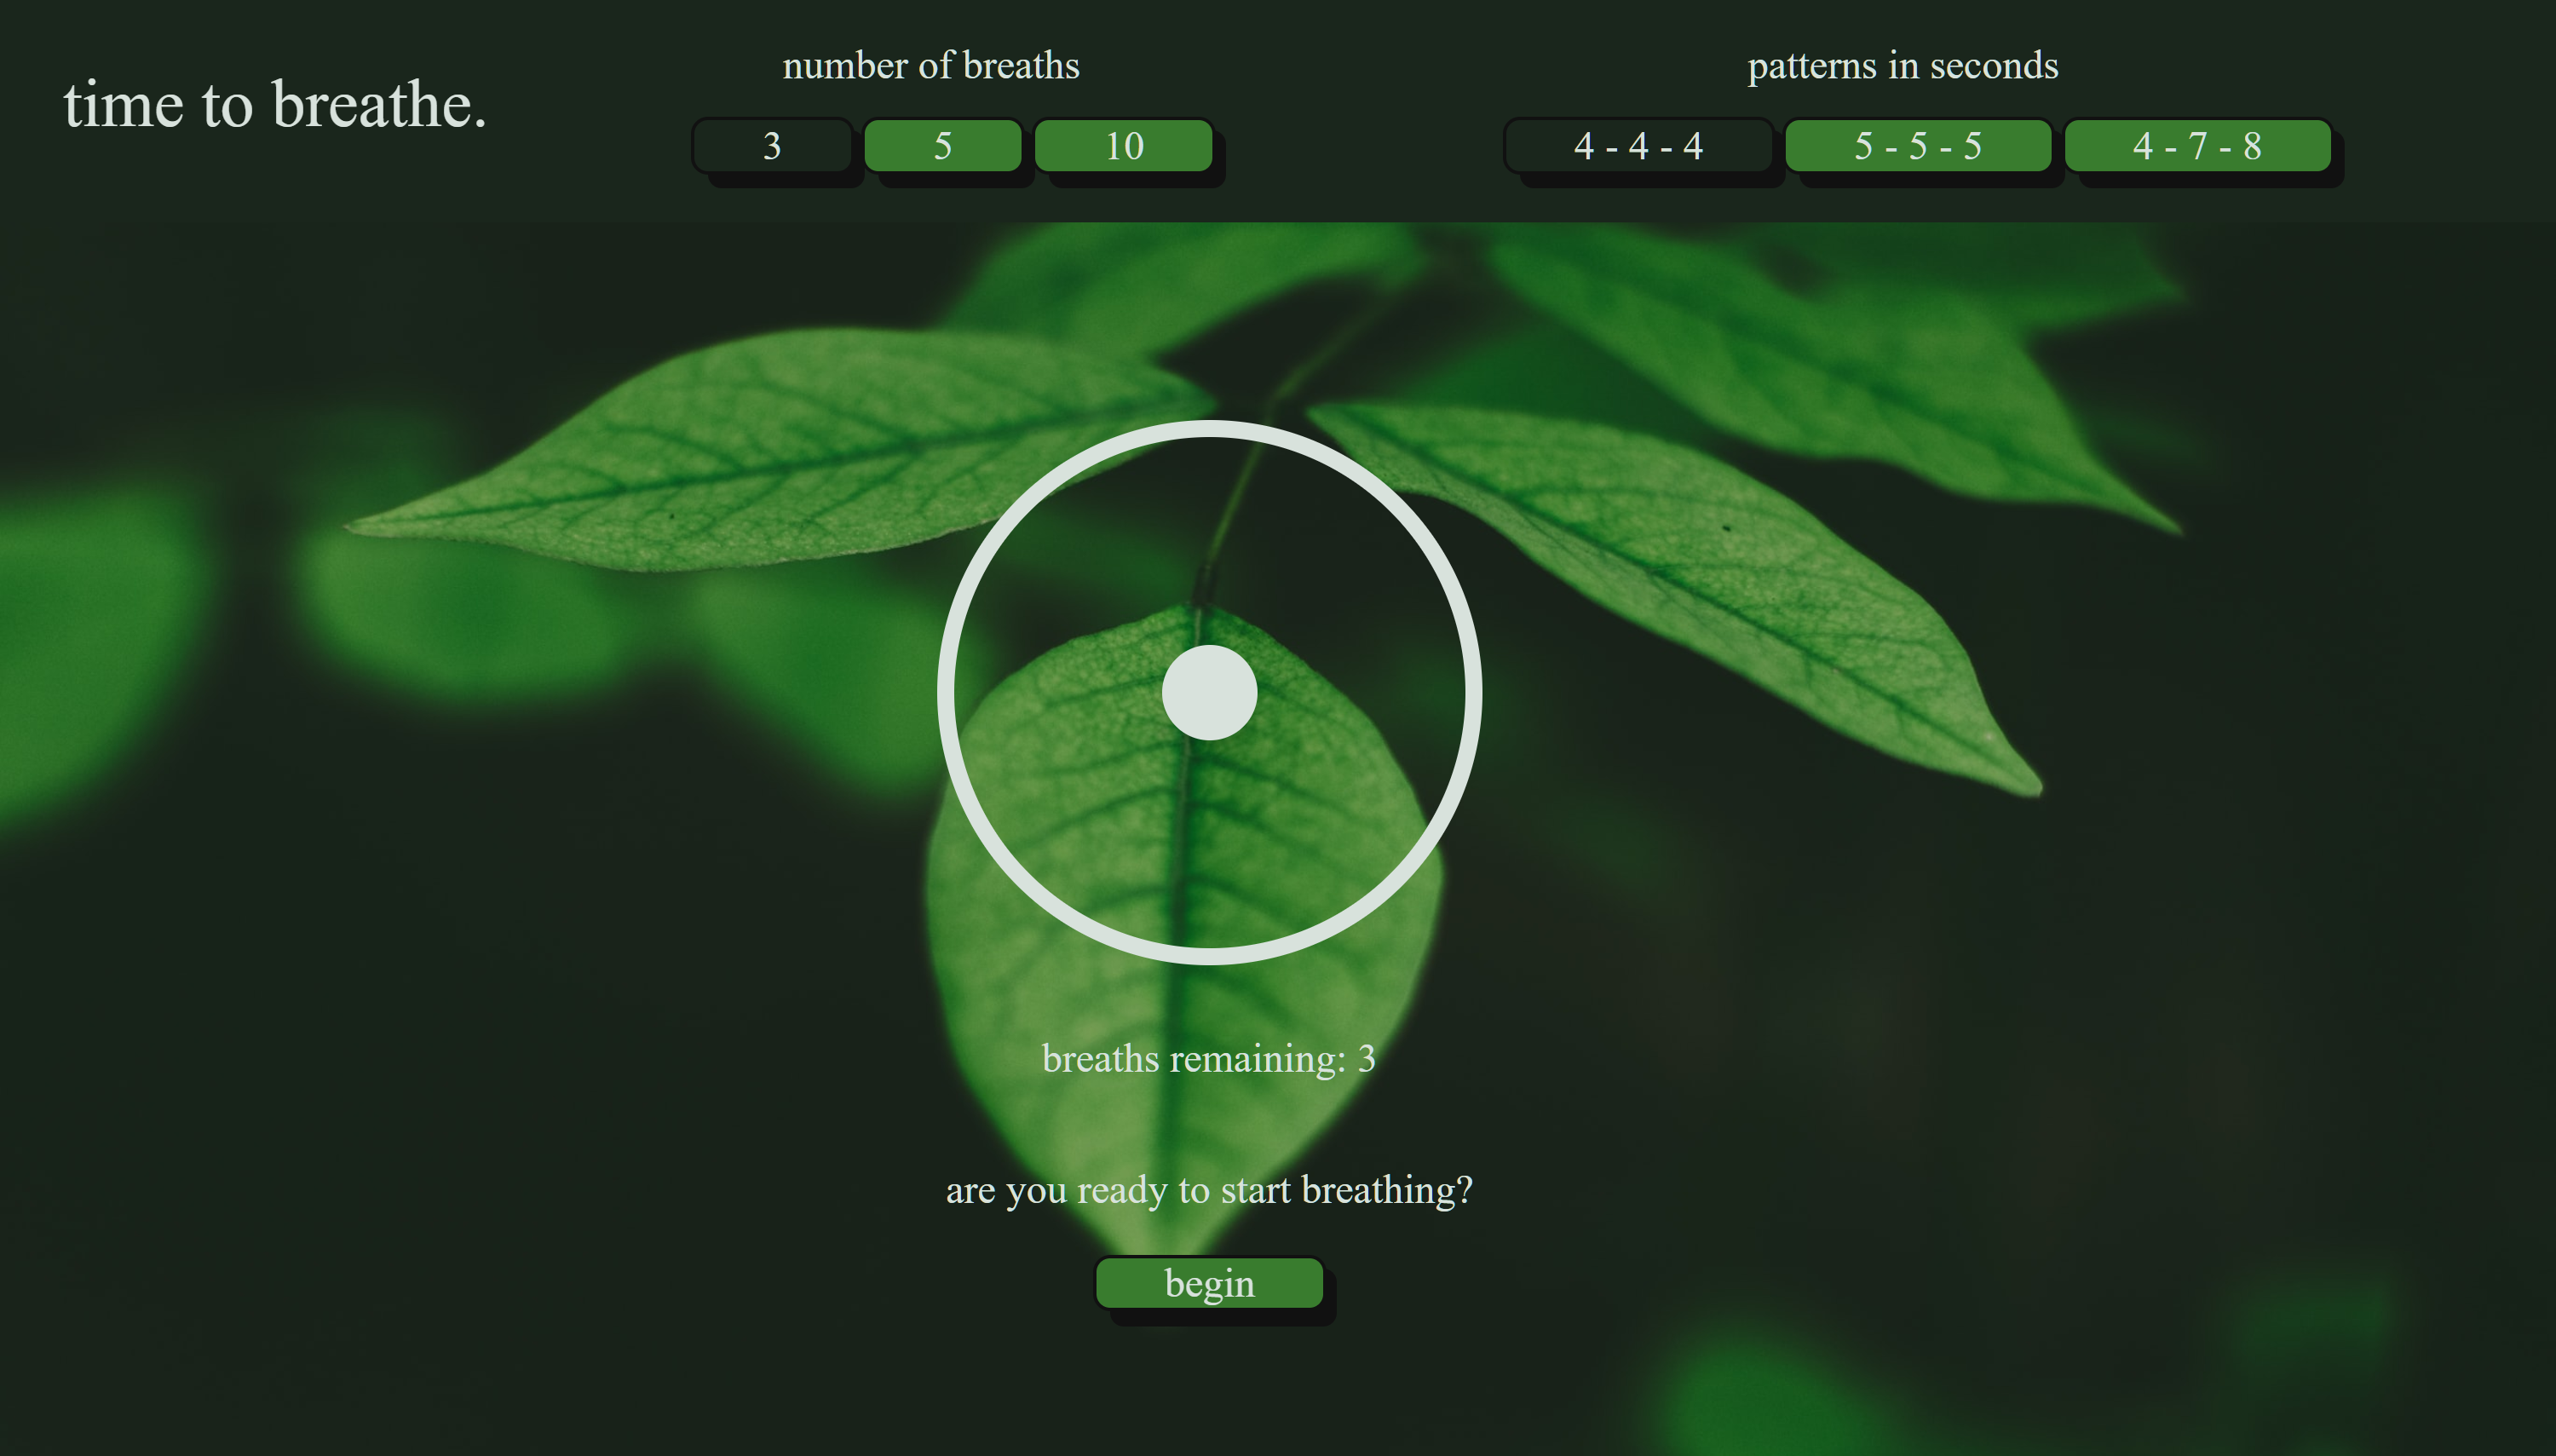 time to breathe.
number of breaths
3
5
10
patterns in seconds
4 - 4 - 4
5 - 5 - 5
4 - 7 - 8
breaths remaining: 3
are you ready to start breathing?
begin